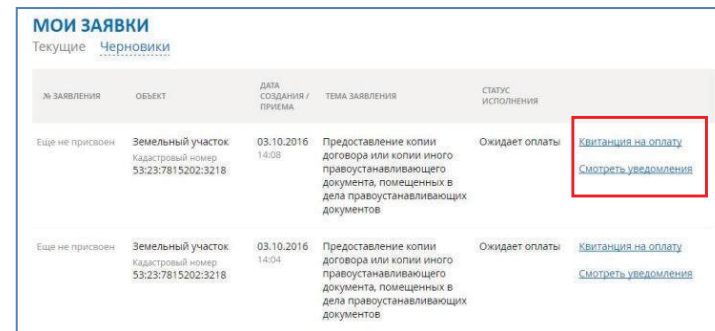 МОИ ЗАЯВКИ
Текущие Черновики
№ ЗАЯВЛЕНИЯ
ОБЪЕКТ
ДАТА
СОЗДАНИЯ /
ПРИЕМА
ТЕМА ЗАЯВЛЕНИЯ
СТАТУС
ИСПОЛНЕНИЯ
Еще не присвоен
Земельный участок
Кадастровый номер
53:23:7815202:3218
03.10.2016
14:08
Предоставление копии
договора или копии иного
правоустанавливающего
документа, помещенных в
дела правоустанавливающих
документов
Ожидает оплаты
Квитанция на оплату
Смотреть уведомления
Еще не присвоен
Земельный участок
Кадастровый номер
53:23:7815202:3218
03.10.2016
14:04
Предоставление копии
договора или копии иного
правоустанавливающего
документа, помещенных в
дела правоустанавливающих
документов
Ожидает оплаты
Квитанция на оплату
Смотреть уведомления